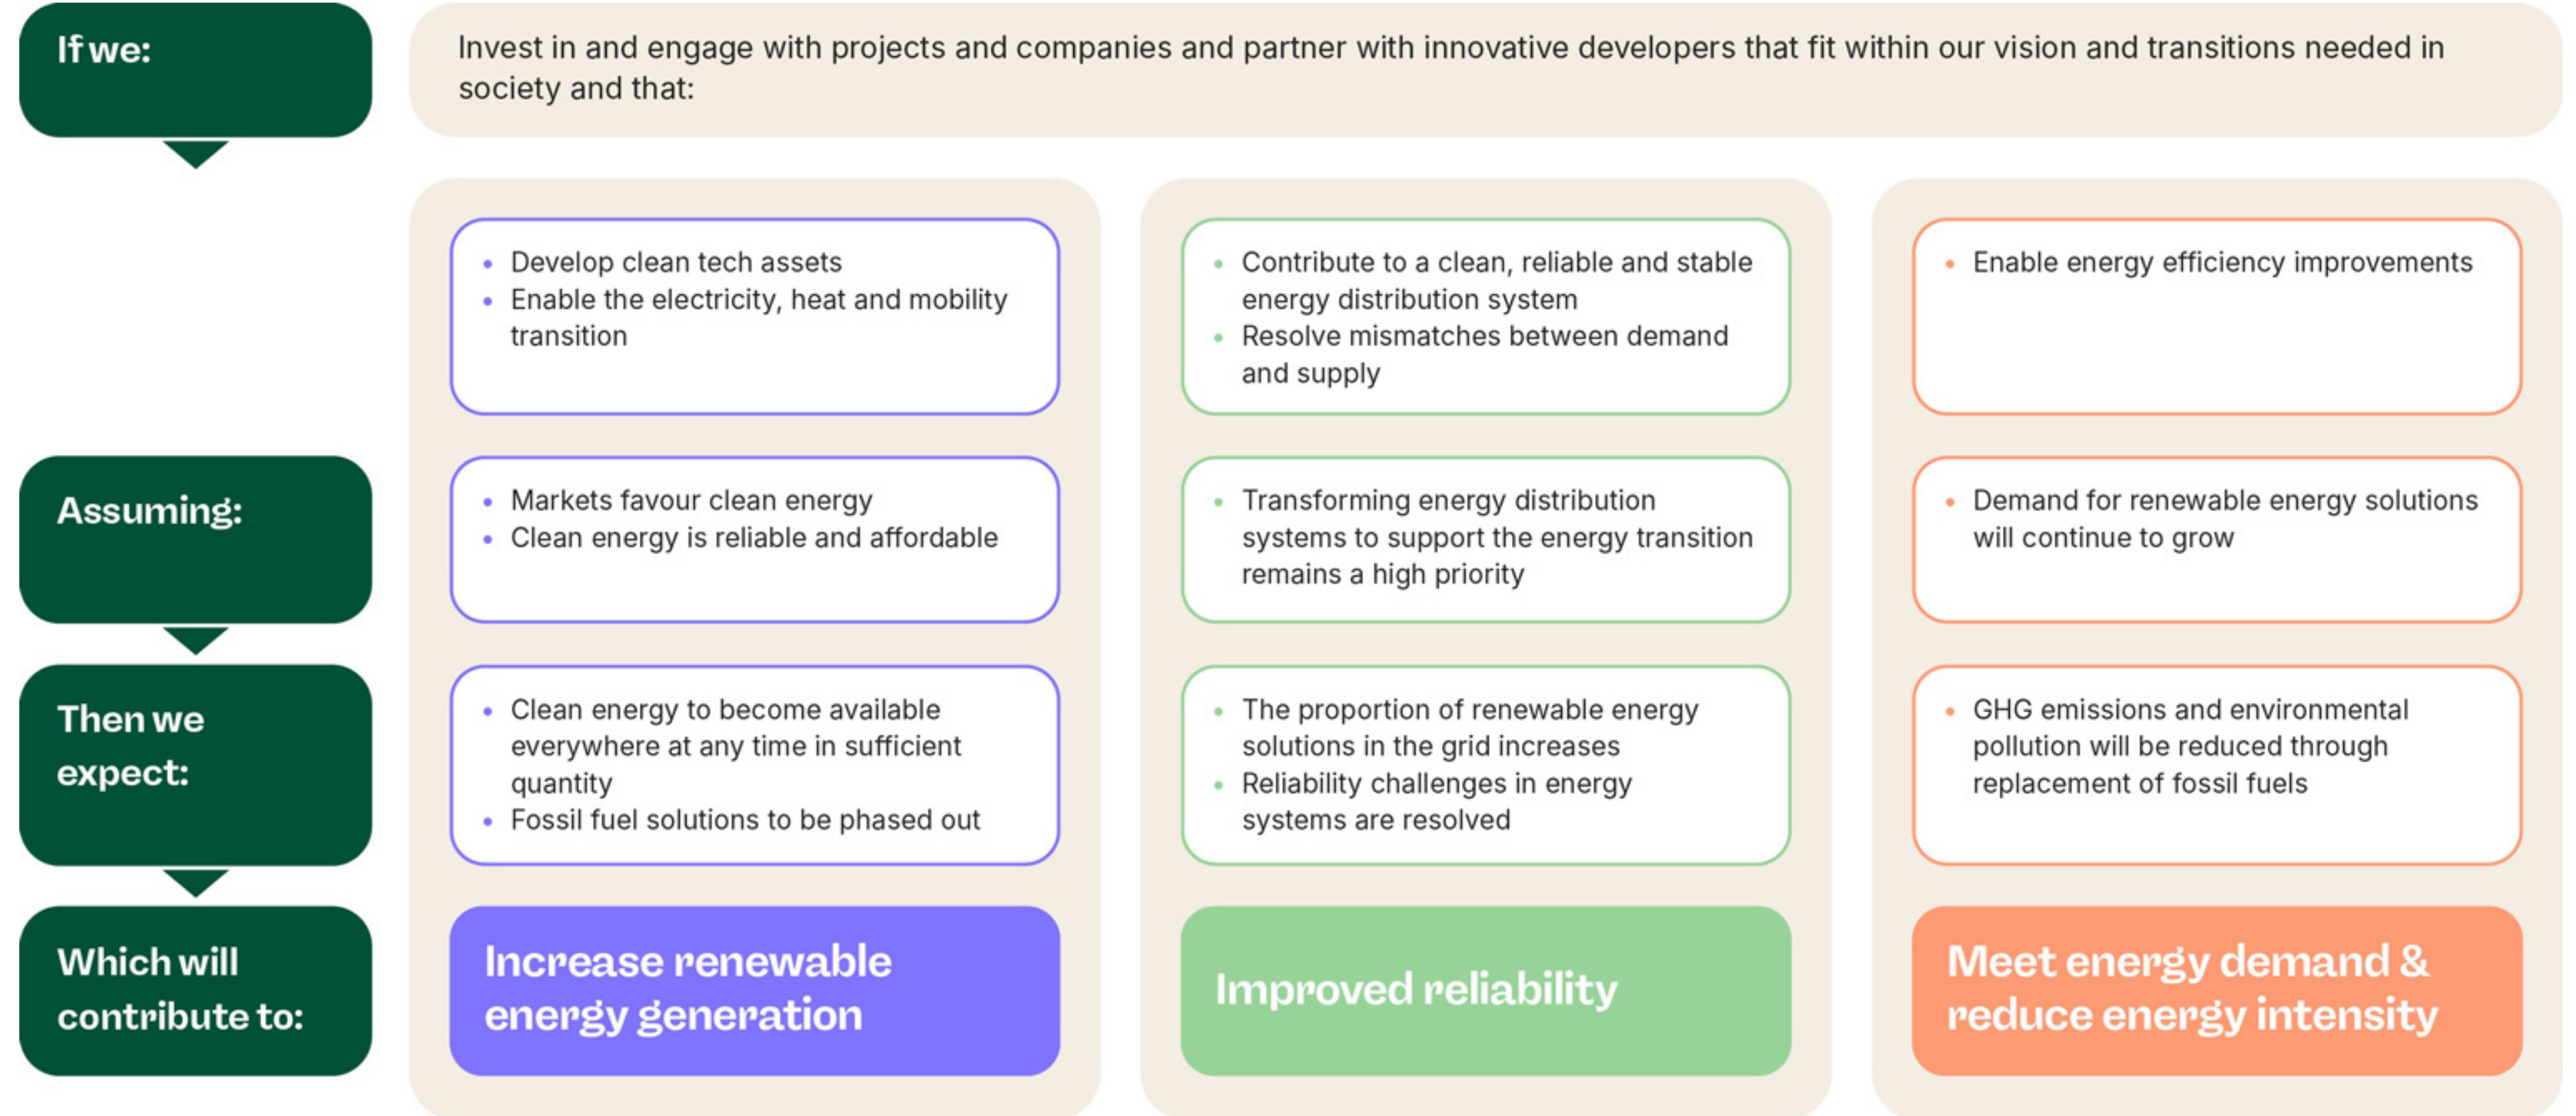 If we:
Invest in and engage with projects and companies and partner with innovative developers that fit within our vision and transitions needed in
society and that:
• Develop clean tech assets
• Enable the electricity, heat and mobility
transition
• Contribute to a clean, reliable and stable
energy distribution system
• Resolve mismatches between demand
and supply
• Enable energy efficiency improvements
Assuming:
• Markets favour clean energy
• Clean energy is reliable and affordable
• Transforming energy distribution
systems to support the energy transition
remains a high priority
• Demand for renewable energy solutions
will continue to grow
Then we
expect:
• Clean energy to become available
everywhere at any time in sufficient
quantity
• Fossil fuel solutions to be phased out
• The proportion of renewable energy
solutions in the grid increases
• Reliability challenges in energy
systems are resolved
• GHG emissions and environmental
pollution will be reduced through
replacement of fossil fuels
Which will
contribute to:
Increase renewable
energy generation
Improved reliability
Meet energy demand &
reduce energy intensity